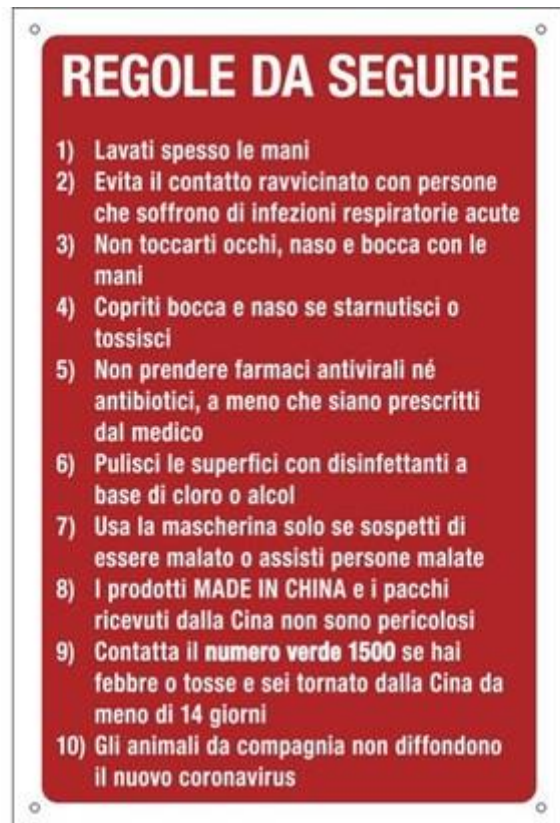 REGOLE DA SEGUIRE
1) Lavati spesso le mani
2) Evita il contatto ravvicinato con persone
che soffrono di infezioni respiratorie acute
3) Non toccarti occhi, naso e bocca con le
mani
4) Copriti bocca e naso se starnutisci o
tossisci
5) Non prendere farmaci antivirali né
antibiotici, a meno che siano prescritti
dal medico
6) Pulisci le superfici con disinfettanti a
base di cloro o alcol
7) Usa la mascherina solo se sospetti di
essere malato o assisti persone malate
8) I prodotti MADE IN CHINA e i pacchi
ricevuti dalla Cina non sono pericolosi
9) Contatta il numero verde 1500 se hai
febbre o tosse e sei tornato dalla Cina da
meno di 14 giorni
10) Gli animali da compagnia non diffondono
il nuovo coronavirus